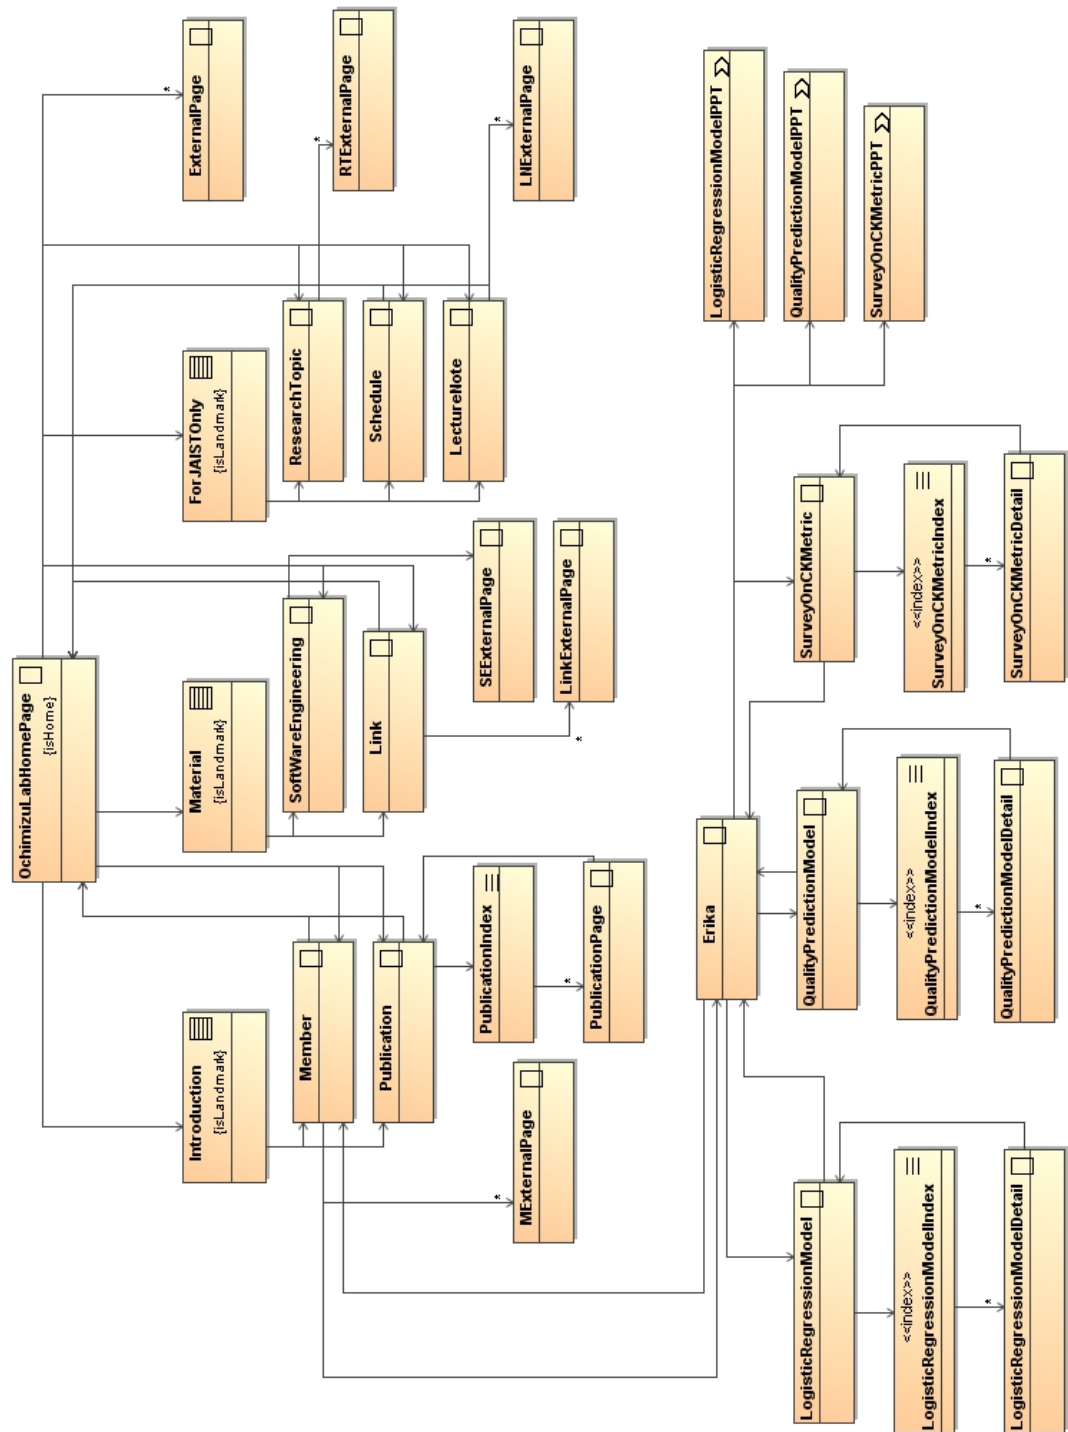 OchimizuLabHomePage
{isHome}
Introduction
{isLandmark}
Material
{isLandmark}
ForJAISTOnly
{isLandmark}
*
ExternalPage
Member
SoftWareEngineering
ResearchTopic
*
RTExternalPage
Publication
Link
Schedule
LectureNote
PublicationIndex
SEExternalPage
*
MExternalPage
*
LNExternalPage
*
LinkExternalPage
*
PublicationPage
Erika
LogisticRegressionModelPPT
QualityPredictionModelPPT
SurveyOnCKMetricPPT
LogisticRegressionModel
QualityPredictionModel
SurveyOnCKMetric
<<index>>
LogisticRegressionModelIndex
<<index>>
QualityPredictionModelIndex
<<index>>
SurveyOnCKMetricIndex
*
LogisticRegressionModelDetail
*
QualityPredictionModelDetail
*
SurveyOnCKMetricDetail